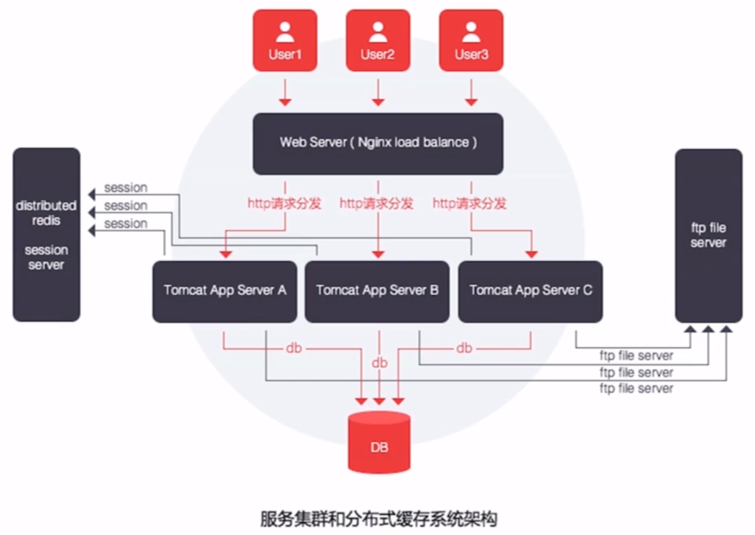 User1
User2
User3
Web Server ( Nginx load balance )
http请求分发
http请求分发
http请求分发
distributed
redis
session
server
session
session
session
ftp file
server
Tomcat App Server A
Tomcat App Server B
Tomcat App Server C
db
db
db
ftp file server
ftp file server
ftp file server
DB
服务集群和分布式缓存系统架构